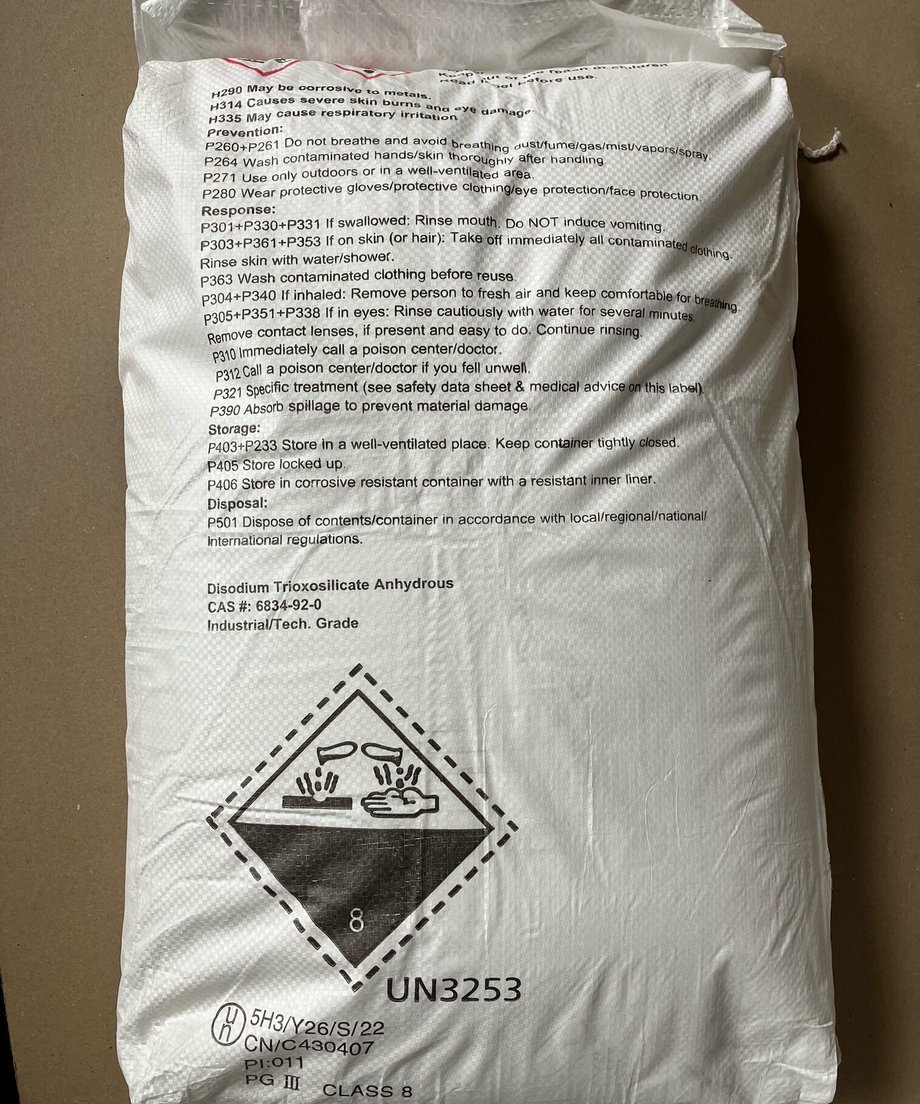 Keep out of the reach of children
Read label before use.
H290 May be corrosive to metals.
H314 Causes severe skin burns and eye damage
H335 May cause respiratory irritation
Prevention:
P260+P261 Do not breathe and avoid breathing dust/fume/gas/mist/vapors/spray.
P264 Wash contaminated hands/skin thoroughly after handling
P271 Use only outdoors or in a well-ventilated area.
P280 Wear protective gloves/protective clothing/eye protection/face protection
Response:
P301+P330+P331 If swallowed: Rinse mouth. Do NOT induce vomiting.
P303+P361+P353 If on skin (or hair): Take off immediately all contaminated clothing.
Rinse skin with water/shower.
P363 Wash contaminated clothing before reuse.
P304+P340 If inhaled: Remove person to fresh air and keep comfortable for breathing.
P305+P351+P338 If in eyes: Rinse cautiously with water for several minutes.
Remove contact lenses, if present and easy to do. Continue rinsing.
P310 Immediately call a poison center/doctor.
P312 Call a poison center/doctor if you fell unwell.
P321 Specific treatment (see safety data sheet & medical advice on this label)
P390 Absorb spillage to prevent material damage
Storage:
P403+P233 Store in a well-ventilated place. Keep container tightly closed.
P405 Store locked up.
P406 Store in corrosive resistant container with a resistant inner liner.
Disposal:
P501 Dispose of contents/container in accordance with local/regional/national/
International regulations.
Disodium Trioxosilicate Anhydrous
CAS #: 6834-92-0
Industrial/Tech. Grade
8
UN3253
un 5H3/Y26/S/22
CN/C430407
PI:011
PG III CLASS 8